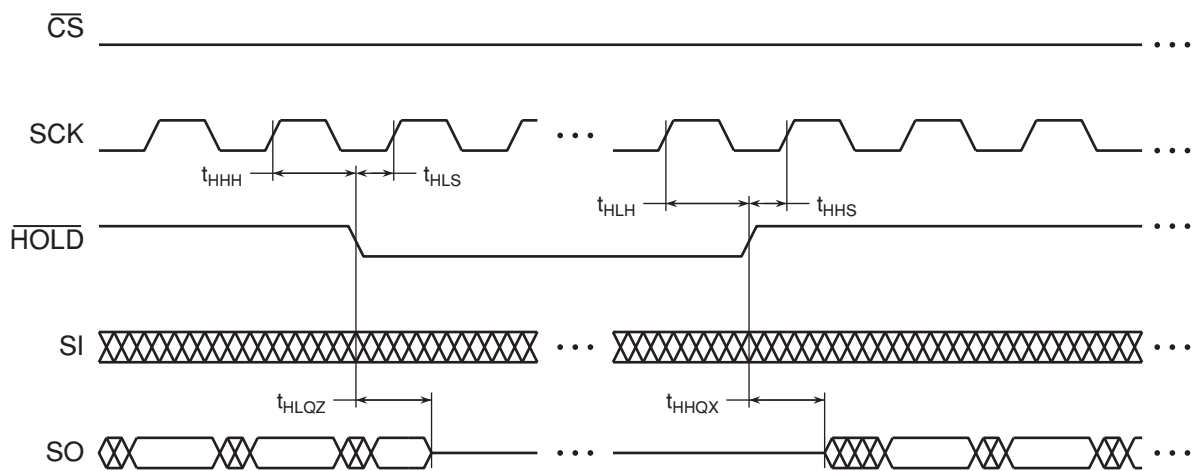 CS
SCK
tHHH
tHLS
tHLH
tHHS
HOLD
SI
tHLQZ
tHHQX
SO